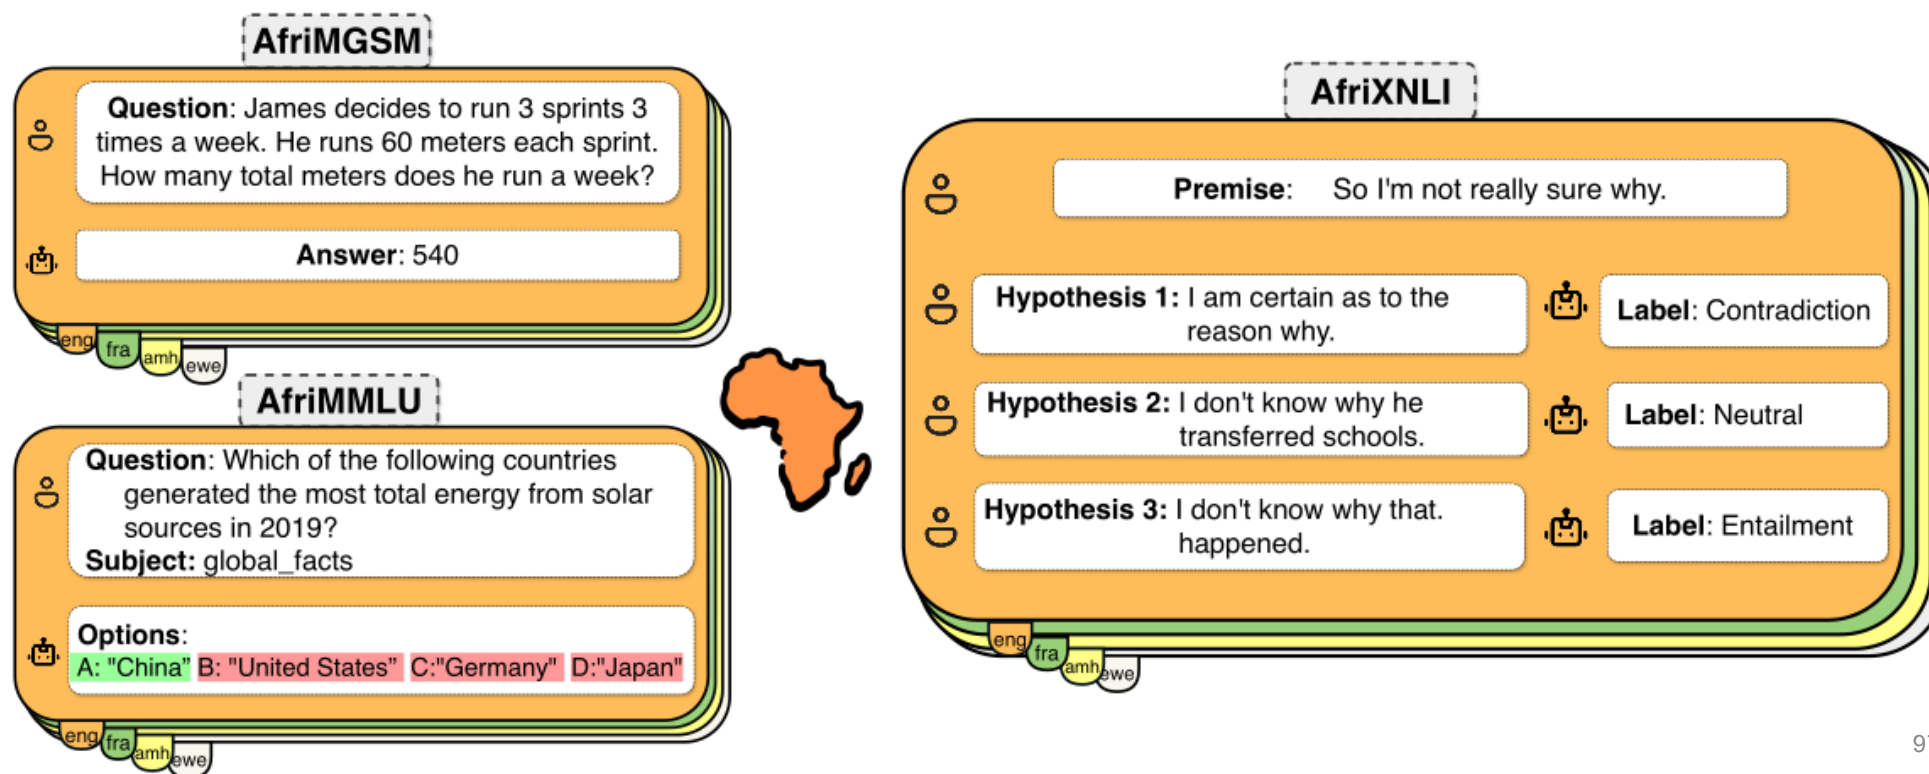 AfriMGSM
Question: James decides to run 3 sprints 3
times a week. He runs 60 meters each sprint.
How many total meters does he run a week?
Answer: 540
eng
fra
amh
ewe
AfriMMLU
Question: Which of the following countries
generated the most total energy from solar
sources in 2019?
Subject: global_facts
Options:
A: "China" B: "United States" C:"Germany" D:"Japan"
eng
fra
amh
ewe
AfriXNLI
Premise: So I'm not really sure why.
Hypothesis 1: I am certain as to the
reason why.
Label: Contradiction
Hypothesis 2: I don't know why he
transferred schools.
Label: Neutral
Hypothesis 3: I don't know why that.
happened.
Label: Entailment
eng
fra
amh
ewe